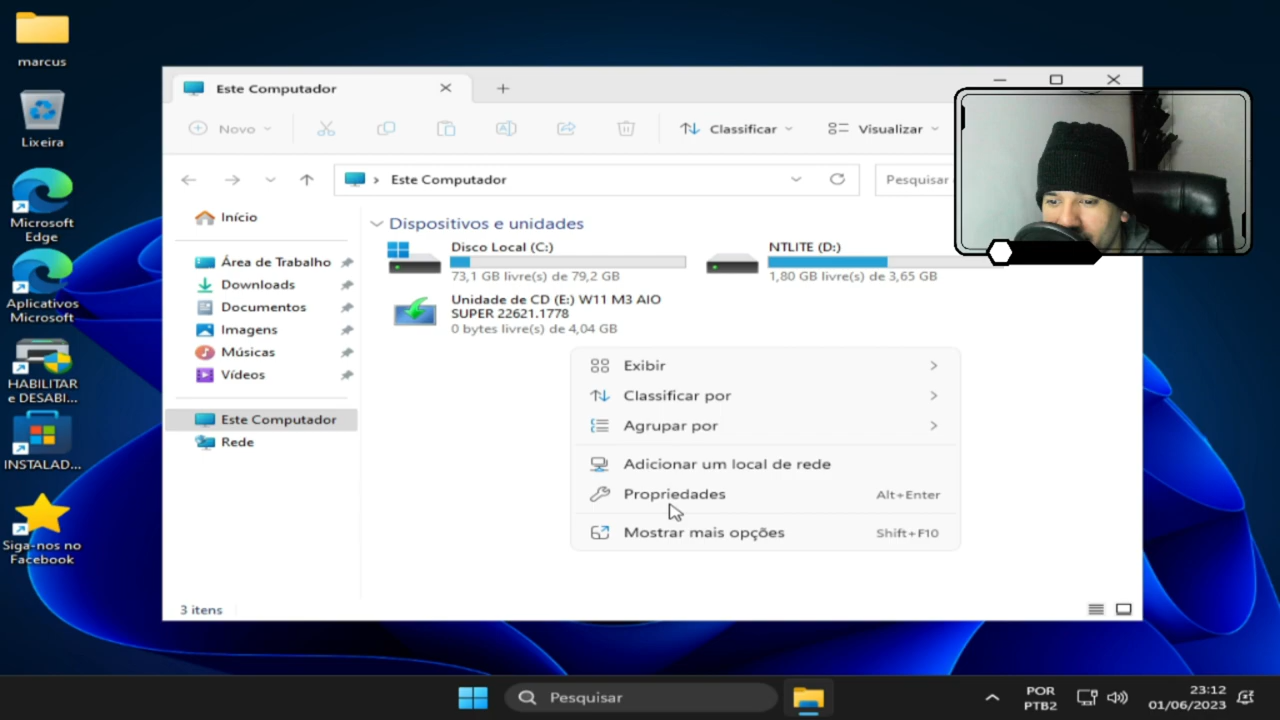 marcus
Lixeira
Microsoft
Edge
Aplicativos
Microsoft
HABILITAR
e DESABI...
INSTALAD...
Siga-nos no
Facebook
Este Computador
Novo
Classificar
Visualizar
Este Computador
Pesquisar
Início
Área de Trabalho
Downloads
Documentos
Imagens
Músicas
Vídeos
Este Computador
Rede
Dispositivos e unidades
Disco Local (C:)
73,1 GB livre(s) de 79,2 GB
NTLITE (D:)
1,80 GB livre(s) de 3,65 GB
Unidade de CD (E:) W11 M3 AIO
SUPER 22621.1778
0 bytes livre(s) de 4,04 GB
Exibir
Classificar por
Agrupar por
Adicionar um local de rede
Propriedades Alt+Enter
Mostrar mais opções Shift+F10
3 itens
Pesquisar
POR
PTB2
23:12
01/06/2023